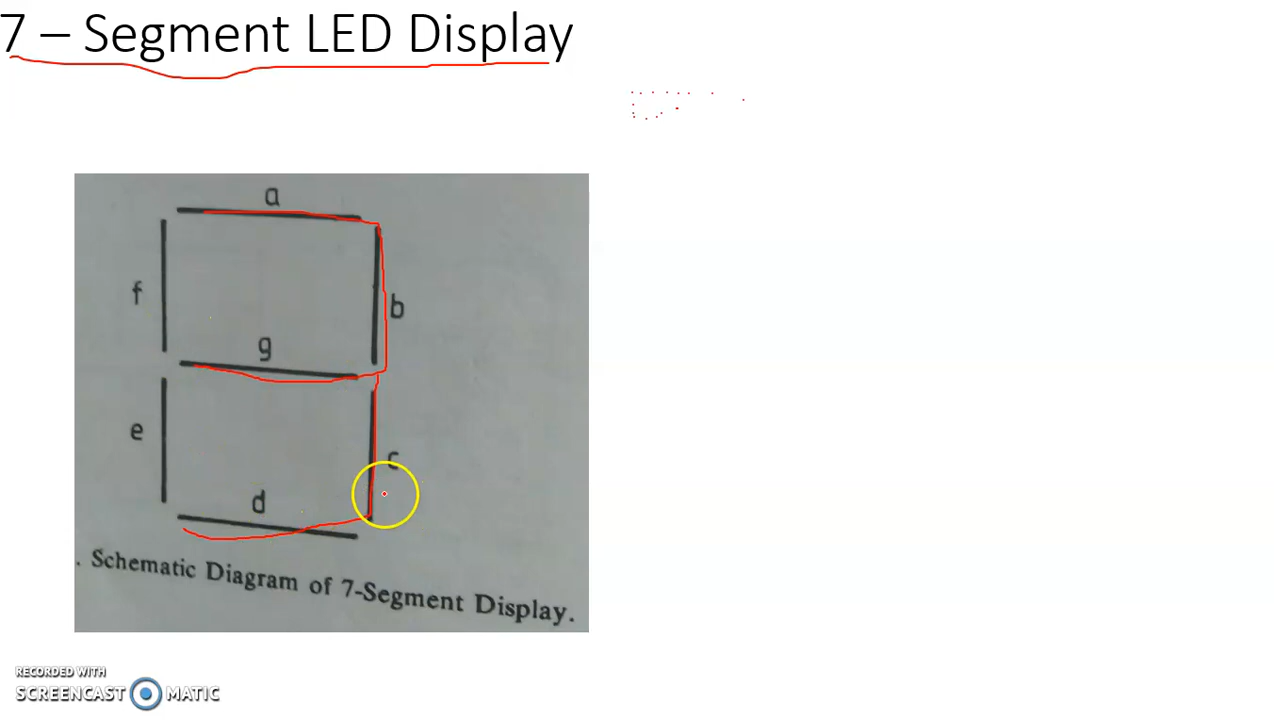 7 – Segment LED Display
a
f
b
g
e
c
d
. Schematic Diagram of 7-Segment Display.
RECORDED WITH
SCREENCAST MATIC